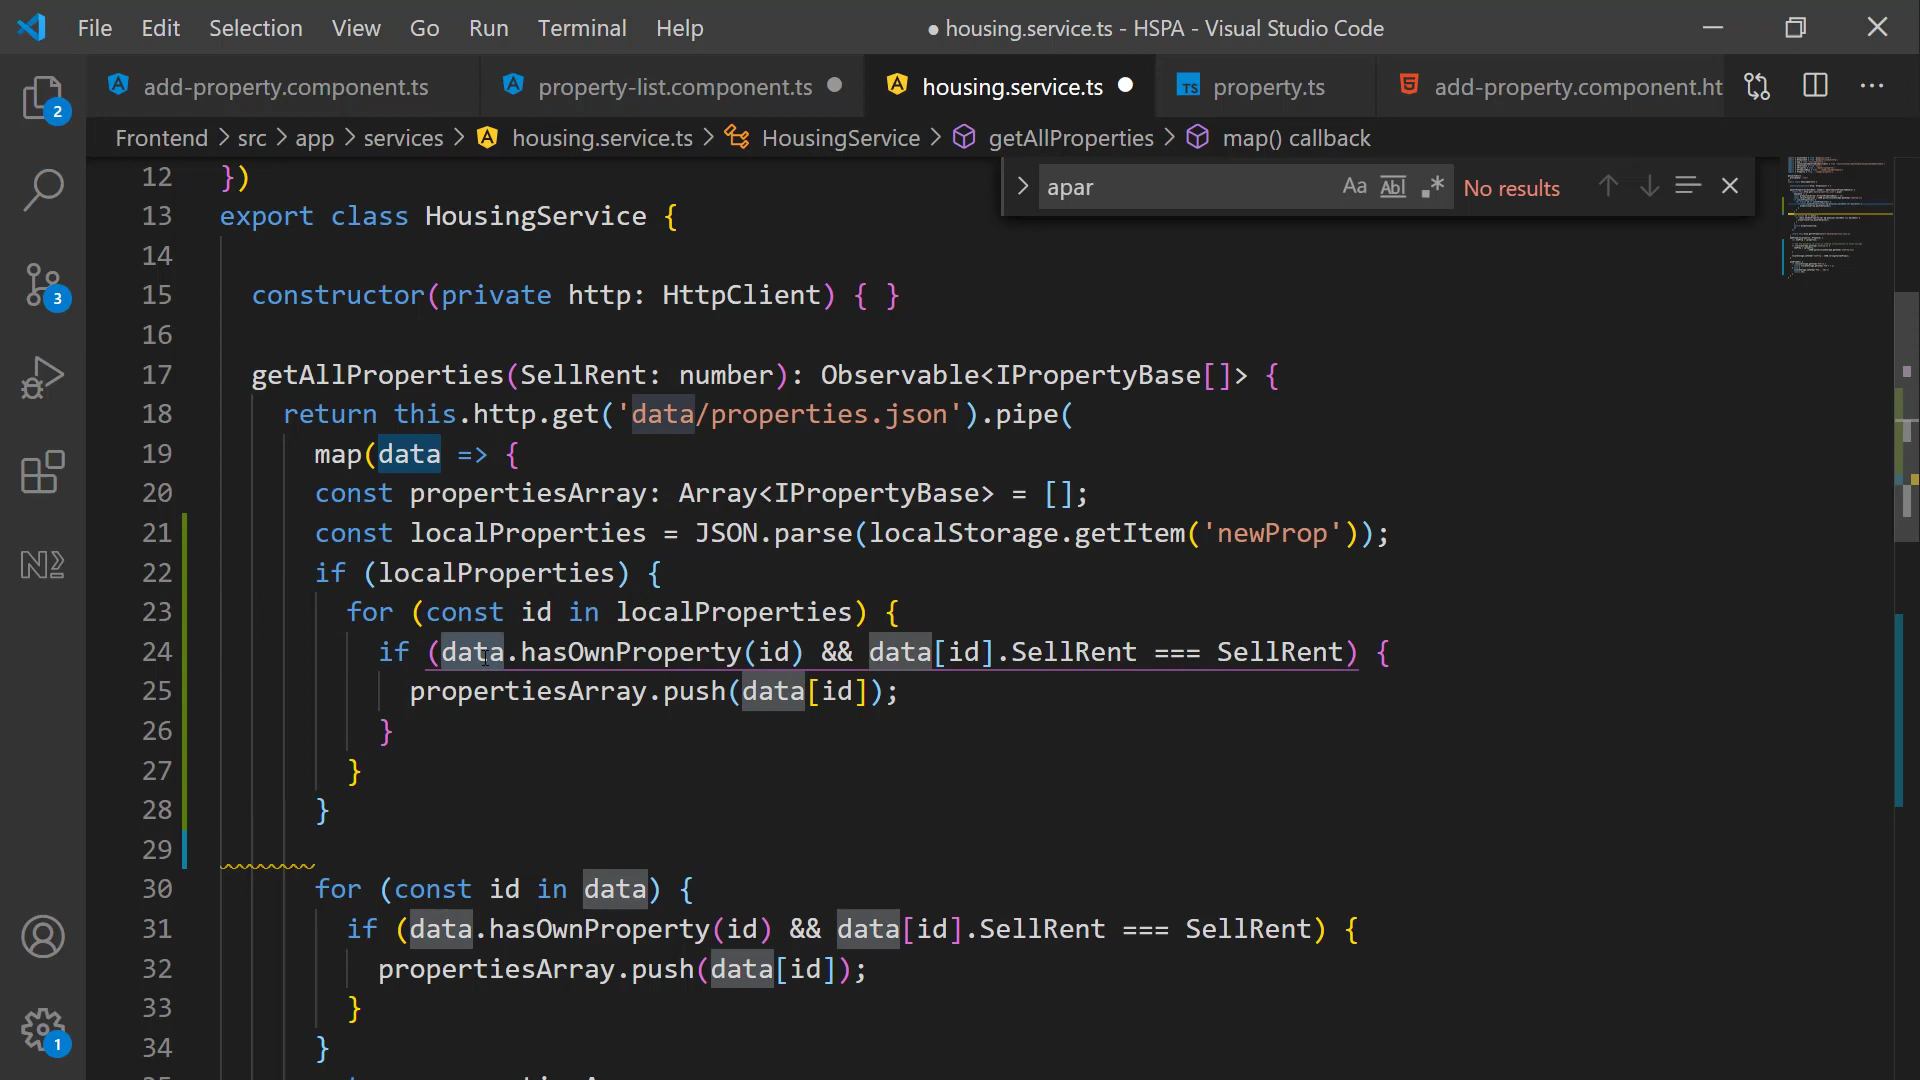 File Edit Selection View Go Run Terminal Help ● housing.service.ts - HSPA - Visual Studio Code
add-property.component.ts property-list.component.ts housing.service.ts TS property.ts add-property.component.ht
Frontend > src > app > services > housing.service.ts > HousingService > getAllProperties > map() callback
apar Aa Abl .* No results
2
3
1
12 })
13 export class HousingService {
14
15 constructor(private http: HttpClient) { }
16
17 getAllProperties(SellRent: number): Observable<IPropertyBase[]> {
18 return this.http.get('data/properties.json').pipe(
19 map(data => {
20 const propertiesArray: Array<IPropertyBase> = [];
21 const localProperties = JSON.parse(localStorage.getItem('newProp'));
22 if (localProperties) {
23 for (const id in localProperties) {
24 if (data.hasOwnProperty(id) && data[id].SellRent === SellRent) {
25 propertiesArray.push(data[id]);
26 }
27 }
28 }
29
30 for (const id in data) {
31 if (data.hasOwnProperty(id) && data[id].SellRent === SellRent) {
32 propertiesArray.push(data[id]);
33 }
34 }